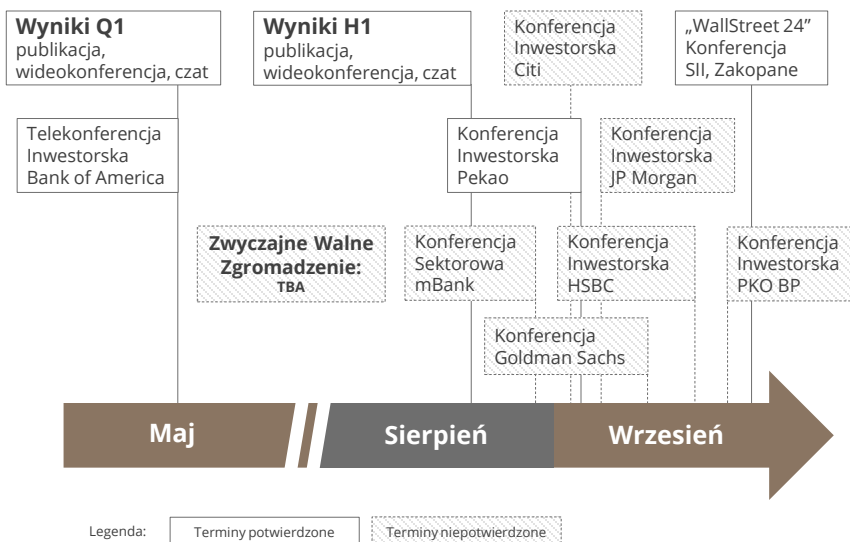 Wyniki Q1
publikacja,
wideokonferencja, czat
Wyniki H1
publikacja,
wideokonferencja, czat
Konferencja
Inwestorska
Citi
„WallStreet 24”
Konferencja
SII, Zakopane
Telekonferencja
Inwestorska
Bank of America
Konferencja
Inwestorska
Pekao
Konferencja
Inwestorska
JP Morgan
Zwyczajne Walne
Zgromadzenie:
TBA
Konferencja
Sektorowa
mBank
Konferencja
Inwestorska
HSBC
Konferencja
Inwestorska
PKO BP
Konferencja
Goldman Sachs
Maj
Sierpień
Wrzesień
Legenda:
Terminy potwierdzone
Terminy niepotwierdzone